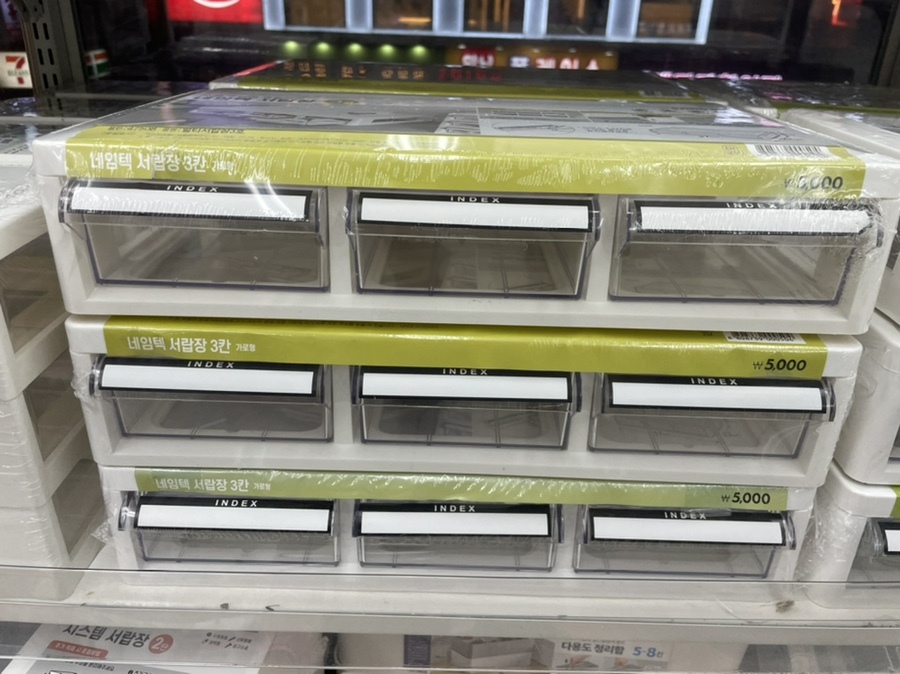 네임텍 서랍장 3칸 가로형
₩5,000
INDEX
INDEX
INDEX
네임텍 서랍장 3칸 가로형
₩5,000
INDEX
INDEX
INDEX
네임텍 서랍장 3칸 가로형
₩5,000
INDEX
INDEX
INDEX
시스템 서랍장 2단
다용도 정리함 5-8